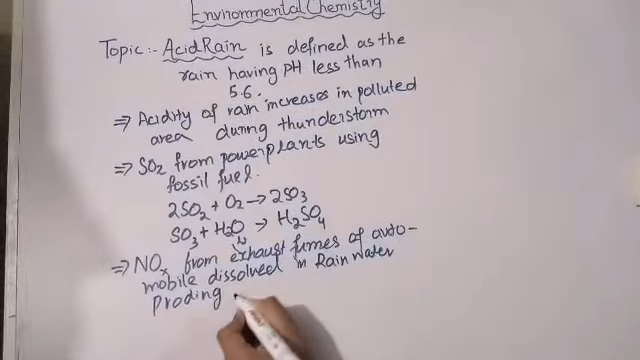 Environmental Chemistry
Topic:- Acid Rain is defined as the
rain having pH less than
5.6.
⇒ Acidity of rain increases in polluted
area during thunderstorm
⇒ SO₂ from powerplants using
fossil fuel.
2SO₂ + O₂ → 2SO₃
SO₃ + H₂O → H₂SO₄
⇒ NOₓ from exhaust fumes of auto-
mobile dissolved in Rain water
Proding